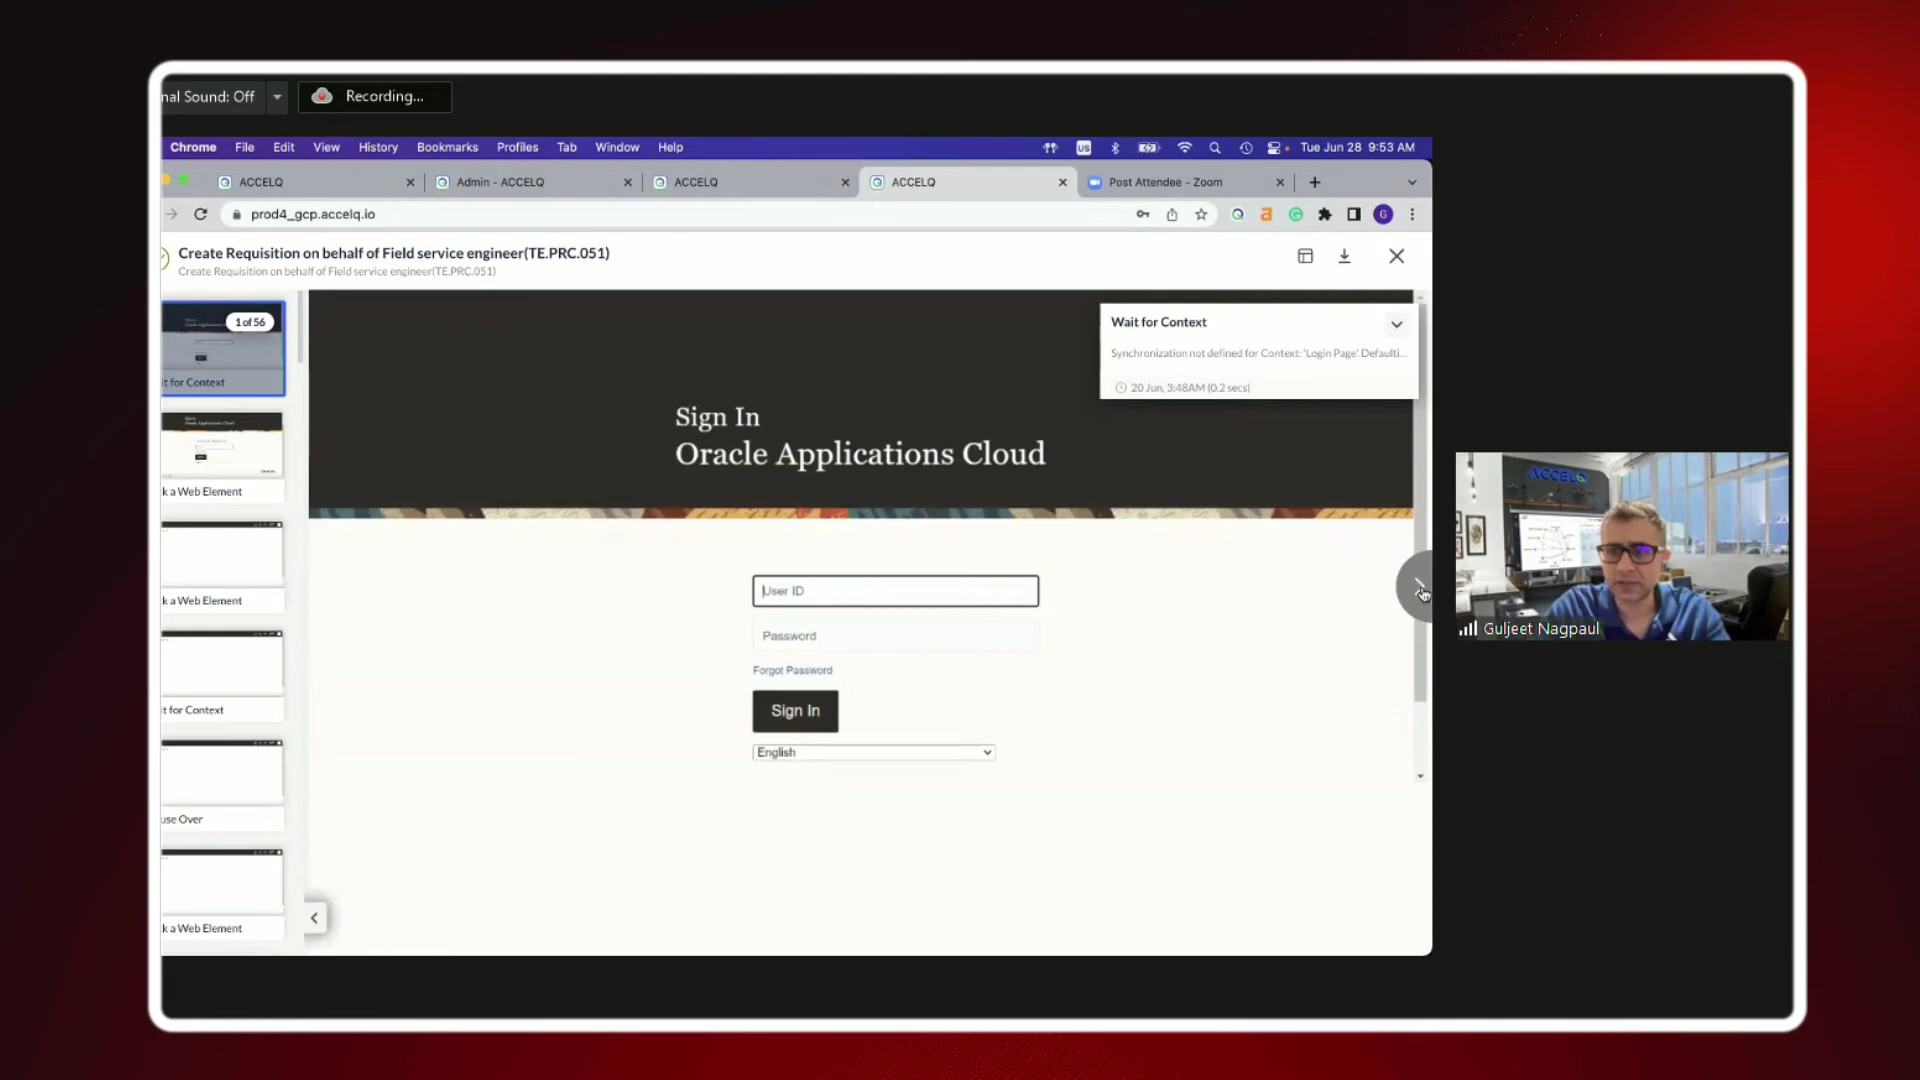 nal Sound: Off
Recording...
Chrome File Edit View History Bookmarks Profiles Tab Window Help
US
Tue Jun 28 9:53 AM
ACCELQ
Admin - ACCELQ
ACCELQ
ACCELQ
Post Attendee - Zoom
prod4_gcp.accelq.io
G
Create Requisition on behalf of Field service engineer(TE.PRC.051)
Create Requisition on behalf of Field service engineer(TE.PRC.051)
1 of 56
it for Context
k a Web Element
k a Web Element
it for Context
use Over
k a Web Element
Wait for Context
Synchronization not defined for Context: 'Login Page'. Defaulti...
20 Jun, 3:48AM (0.2 secs)
Sign In
Oracle Applications Cloud
User ID
Password
Forgot Password
Sign In
English
ACCELQ
Guljeet Nagpaul